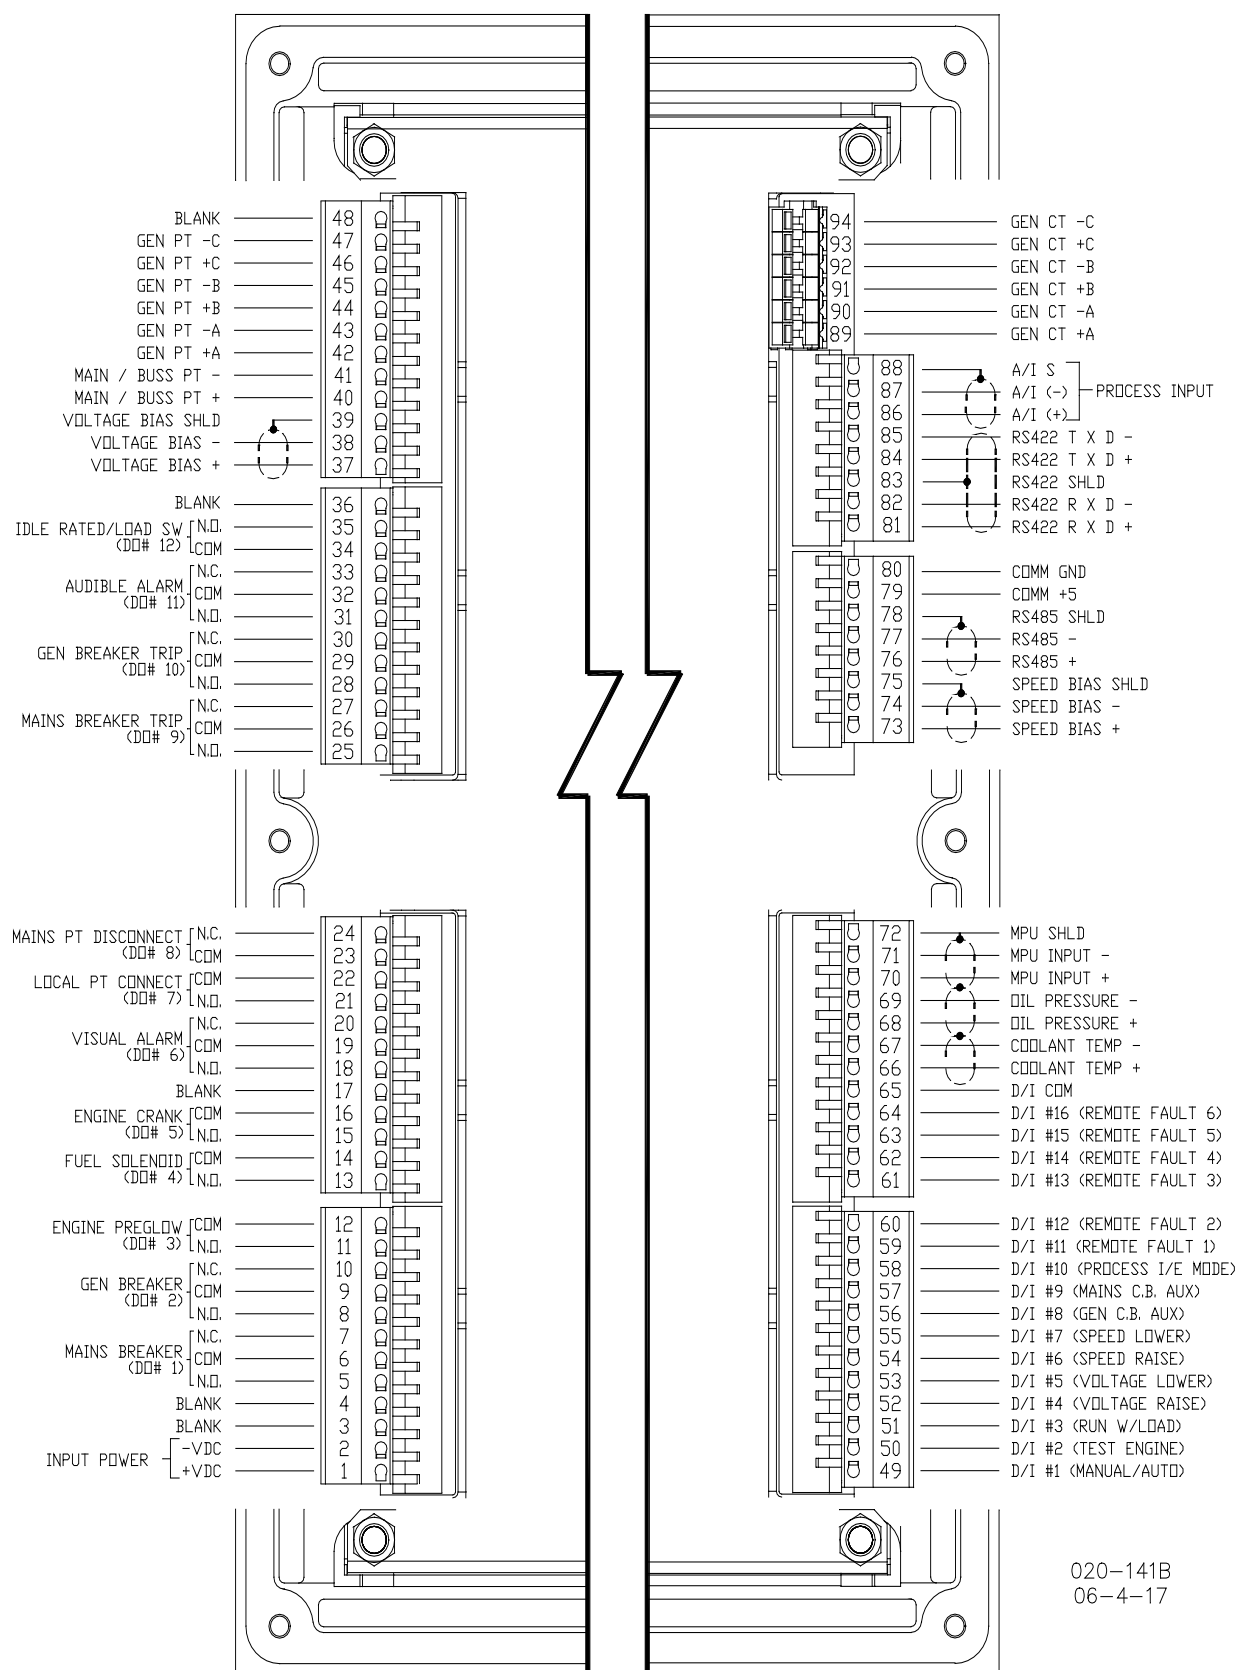 BLANK 48
GEN PT -C 47
GEN PT +C 46
GEN PT -B 45
GEN PT +B 44
GEN PT -A 43
GEN PT +A 42
MAIN / BUSS PT - 41
MAIN / BUSS PT + 40
VOLTAGE BIAS SHLD 39
VOLTAGE BIAS - 38
VOLTAGE BIAS + 37
BLANK 36
IDLE RATED/LOAD SW
(DO# 12)
N.O. 35
COM 34
AUDIBLE ALARM
(DO# 11)
N.C. 33
COM 32
N.O. 31
GEN BREAKER TRIP
(DO# 10)
N.C. 30
COM 29
N.O. 28
MAINS BREAKER TRIP
(DO# 9)
N.C. 27
COM 26
N.O. 25
MAINS PT DISCONNECT
(DO# 8)
N.C. 24
COM 23
LOCAL PT CONNECT
(DO# 7)
COM 22
N.O. 21
VISUAL ALARM
(DO# 6)
N.C. 20
COM 19
N.O. 18
BLANK 17
ENGINE CRANK
(DO# 5)
COM 16
N.O. 15
FUEL SOLENOID
(DO# 4)
COM 14
N.O. 13
ENGINE PREGLOW
(DO# 3)
COM 12
N.O. 11
GEN BREAKER
(DO# 2)
N.C. 10
COM 9
N.O. 8
MAINS BREAKER
(DO# 1)
N.C. 7
COM 6
N.O. 5
BLANK 4
BLANK 3
INPUT POWER
-VDC 2
+VDC 1
94 GEN CT -C
93 GEN CT +C
92 GEN CT -B
91 GEN CT +B
90 GEN CT -A
89 GEN CT +A
88 A/I S
87 A/I (-) PROCESS INPUT
86 A/I (+)
85 RS422 T X D -
84 RS422 T X D +
83 RS422 SHLD
82 RS422 R X D -
81 RS422 R X D +
80 COMM GND
79 COMM +5
78 RS485 SHLD
77 RS485 -
76 RS485 +
75 SPEED BIAS SHLD
74 SPEED BIAS -
73 SPEED BIAS +
72 MPU SHLD
71 MPU INPUT -
70 MPU INPUT +
69 OIL PRESSURE -
68 OIL PRESSURE +
67 COOLANT TEMP -
66 COOLANT TEMP +
65 D/I COM
64 D/I #16 (REMOTE FAULT 6)
63 D/I #15 (REMOTE FAULT 5)
62 D/I #14 (REMOTE FAULT 4)
61 D/I #13 (REMOTE FAULT 3)
60 D/I #12 (REMOTE FAULT 2)
59 D/I #11 (REMOTE FAULT 1)
58 D/I #10 (PROCESS I/E MODE)
57 D/I #9 (MAINS C.B. AUX)
56 D/I #8 (GEN C.B. AUX)
55 D/I #7 (SPEED LOWER)
54 D/I #6 (SPEED RAISE)
53 D/I #5 (VOLTAGE LOWER)
52 D/I #4 (VOLTAGE RAISE)
51 D/I #3 (RUN W/LOAD)
50 D/I #2 (TEST ENGINE)
49 D/I #1 (MANUAL/AUTO)
020-141B
06-4-17